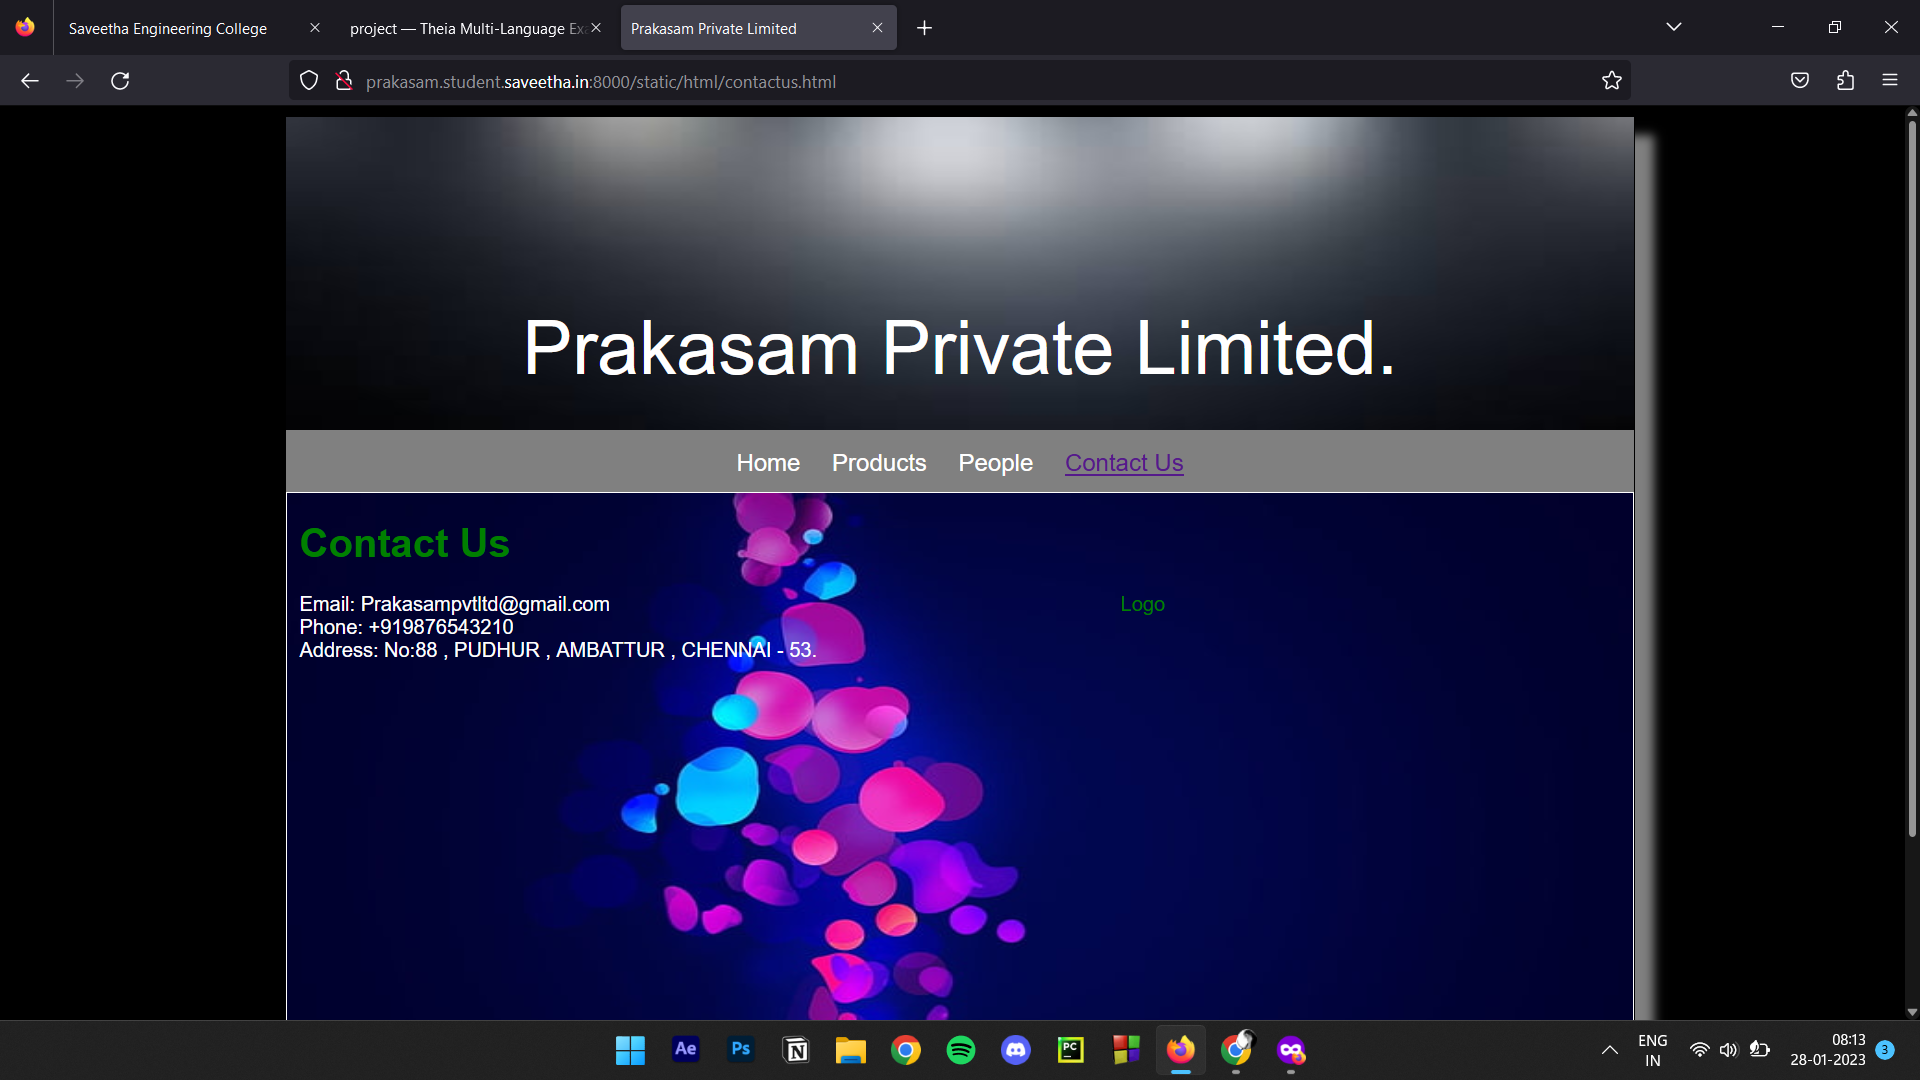 Saveetha Engineering College
project — Theia Multi-Language Ex
Prakasam Private Limited
prakasam.student.saveetha.in:8000/static/html/contactus.html
Prakasam Private Limited.
Home Products People Contact Us
Contact Us
Email: Prakasampvtltd@gmail.com
Logo
Phone: +919876543210
Address: No:88 , PUDHUR , AMBATTUR , CHENNAI - 53.
Ae
Ps
PC
ENG
IN
08:13
28-01-2023
3